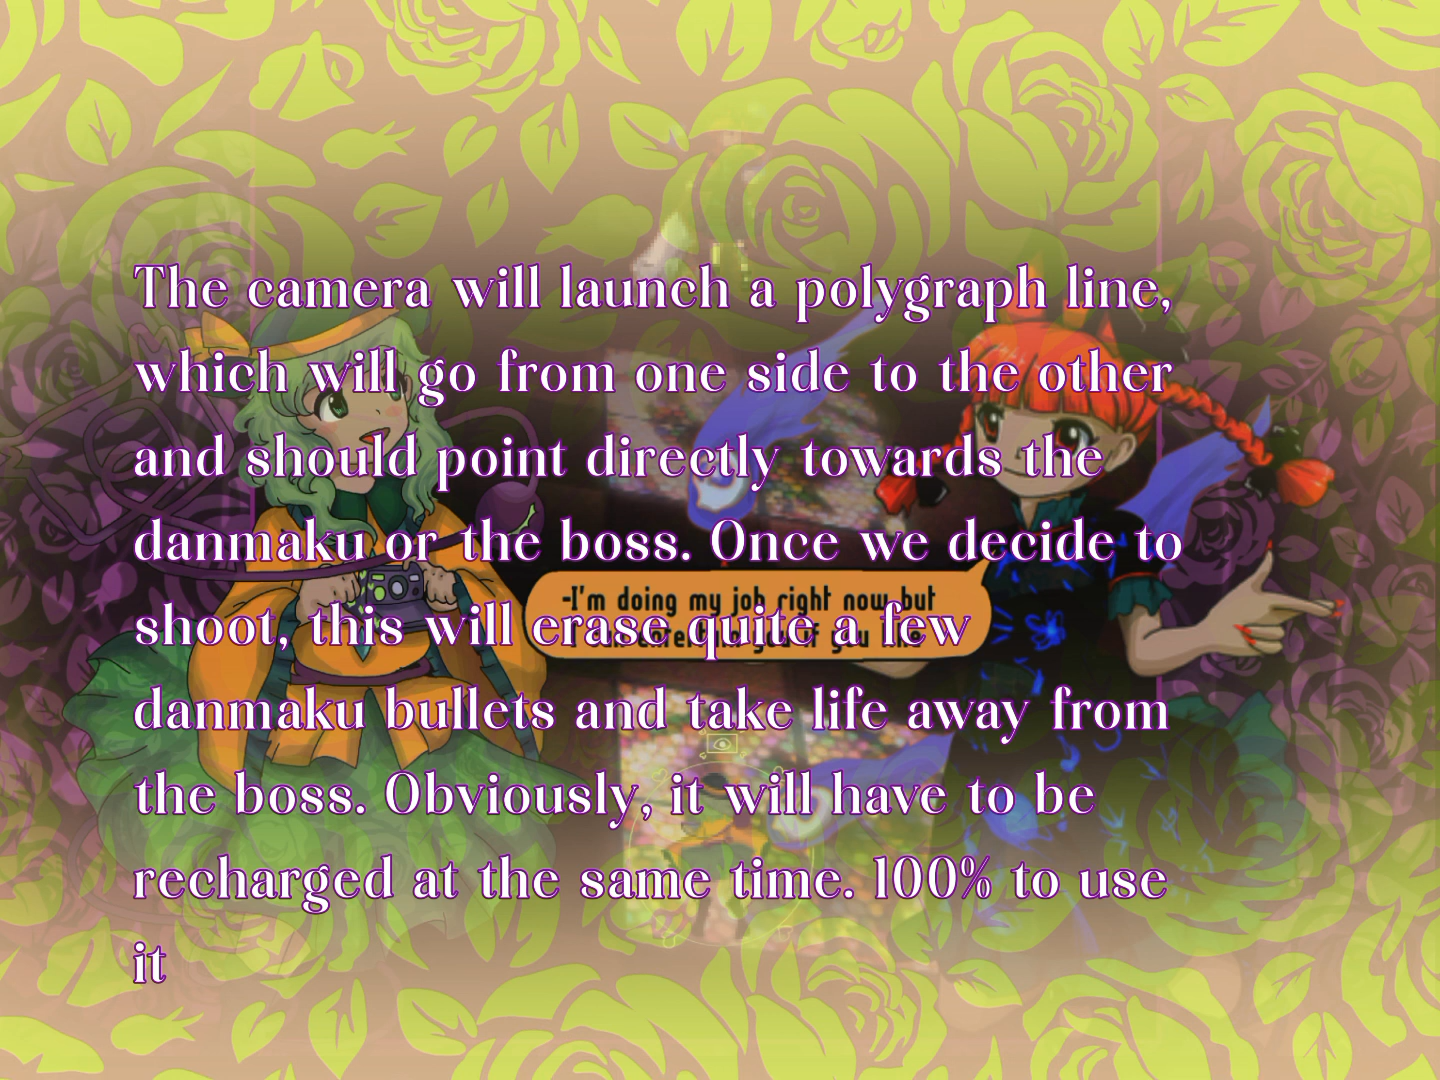 The camera will launch a polygraph line,
which will go from one side to the other
and should point directly towards the
danmaku or the boss. Once we decide to
-I'm doing my job right now but
shoot, this will erase quite a few
if you
danmaku bullets and take life away from
the boss. Obviously, it will have to be
recharged at the same time. 100% to use
it